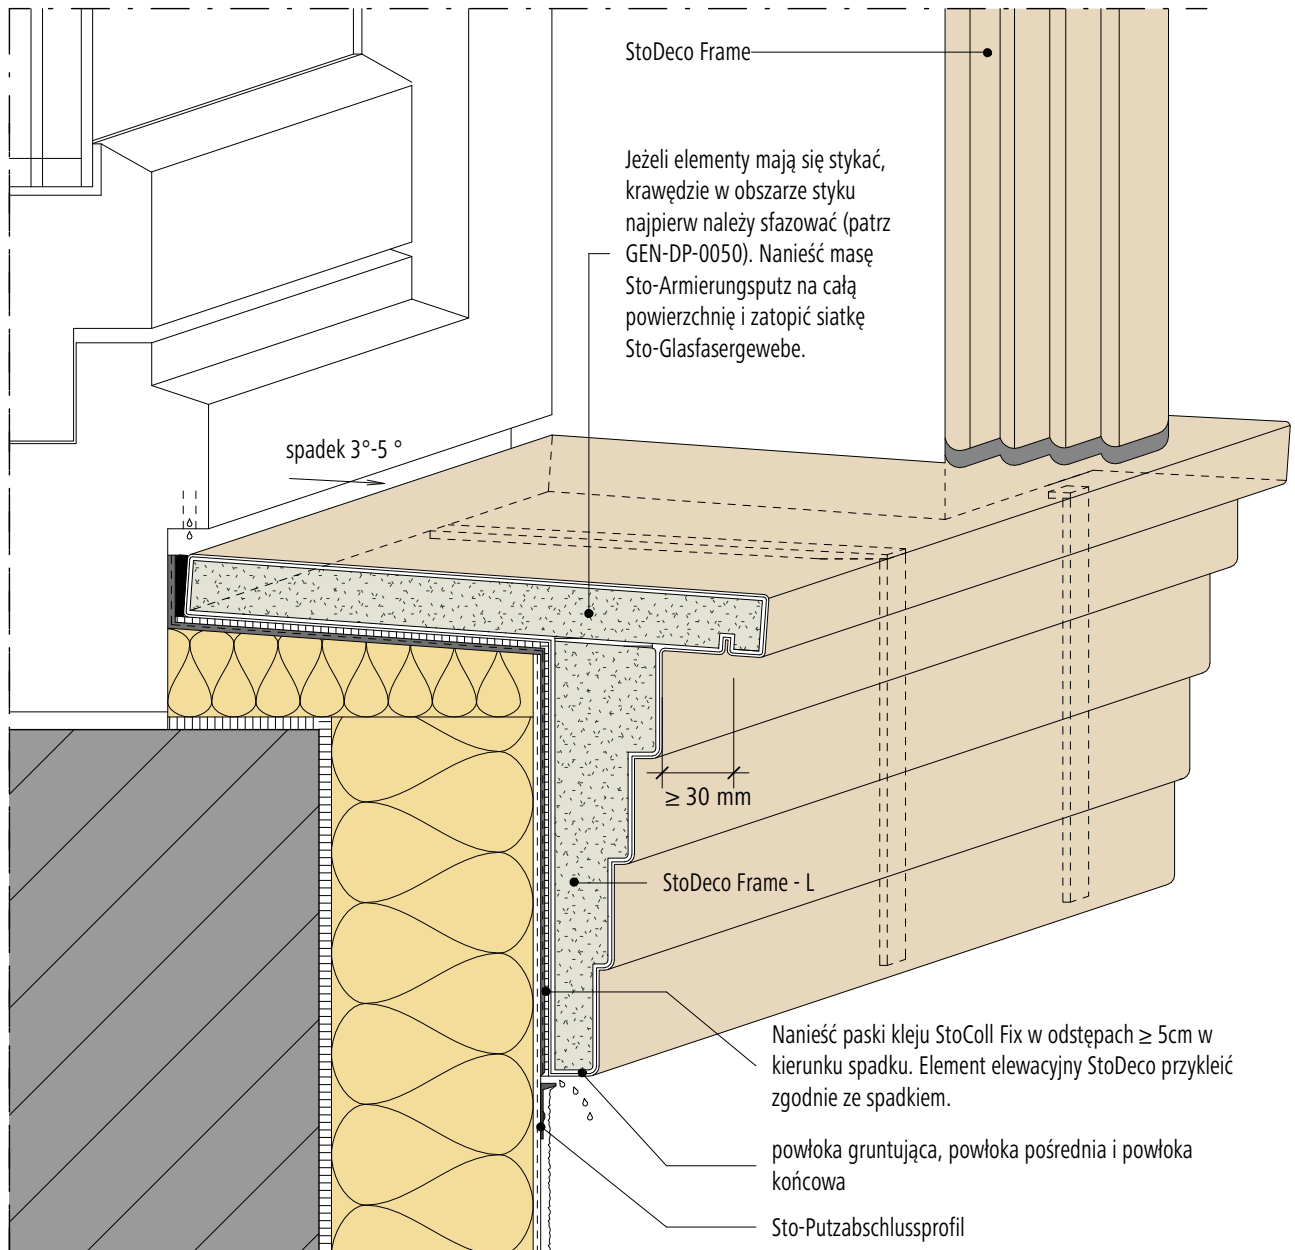 StoDeco Frame
Jeżeli elementy mają się stykać,
krawędzie w obszarze styku
najpierw należy sfazować (patrz
GEN-DP-0050). Nanieść masę
Sto-Armierungsputz na całą
powierzchnię i zatopić siatkę
Sto-Glasfasergewebe.
spadek 3°-5 °
≥ 30 mm
StoDeco Frame - L
Nanieść paski kleju StoColl Fix w odstępach ≥ 5cm w
kierunku spadku. Element elewacyjny StoDeco przykleić
zgodnie ze spadkiem.
powłoka gruntująca, powłoka pośrednia i powłoka
końcowa
Sto-Putzabschlussprofil